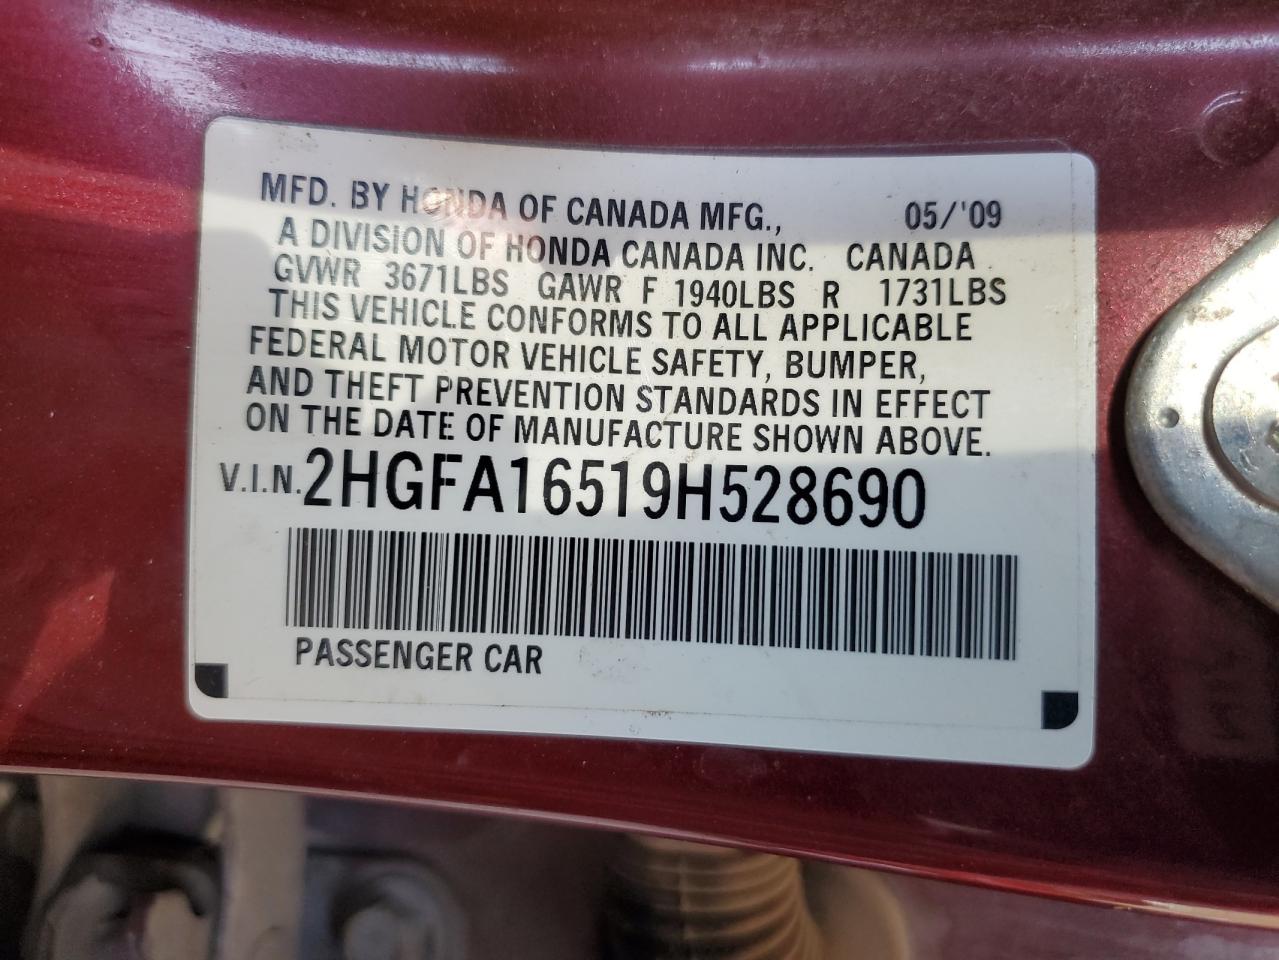 MFD. BY HONDA OF CANADA MFG., 05/'09
A DIVISION OF HONDA CANADA INC. CANADA
GVWR 3671LBS GAWR F 1940LBS R 1731LBS
THIS VEHICLE CONFORMS TO ALL APPLICABLE
FEDERAL MOTOR VEHICLE SAFETY, BUMPER,
AND THEFT PREVENTION STANDARDS IN EFFECT
ON THE DATE OF MANUFACTURE SHOWN ABOVE.
V.I.N. 2HGFA16519H528690
PASSENGER CAR